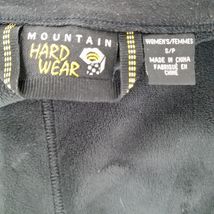 MOUNTAIN
HARD
WEAR
WOMEN'S/FEMMES
S/P
MADE IN CHINA
FABRIQUÉ EN
CHINE